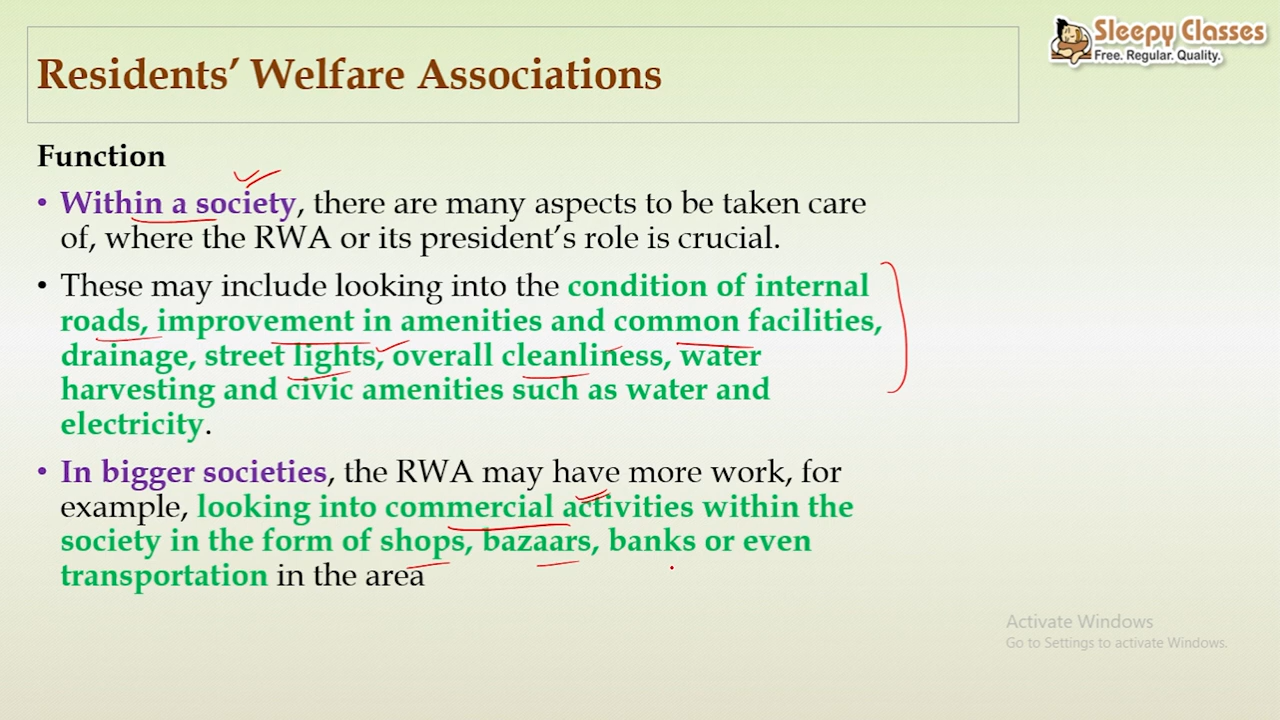 Sleepy Classes
Free. Regular. Quality.
Residents’ Welfare Associations
Function
• Within a society, there are many aspects to be taken care
of, where the RWA or its president’s role is crucial.
• These may include looking into the condition of internal
roads, improvement in amenities and common facilities,
drainage, street lights, overall cleanliness, water
harvesting and civic amenities such as water and
electricity.
• In bigger societies, the RWA may have more work, for
example, looking into commercial activities within the
society in the form of shops, bazaars, banks or even
transportation in the area
Activate Windows
Go to Settings to activate Windows.